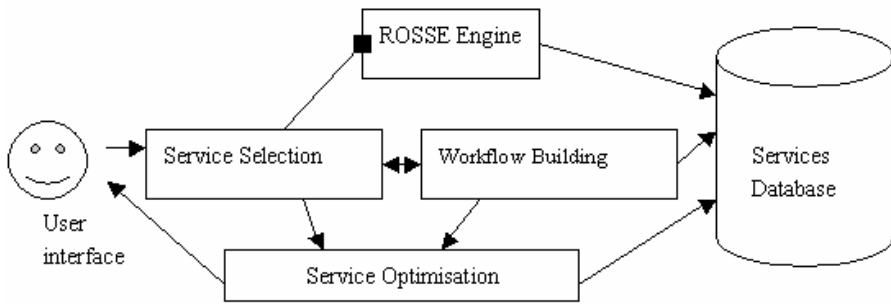 ROSSE Engine
Service Selection
Workflow Building
Services
Database
User
interface
Service Optimisation